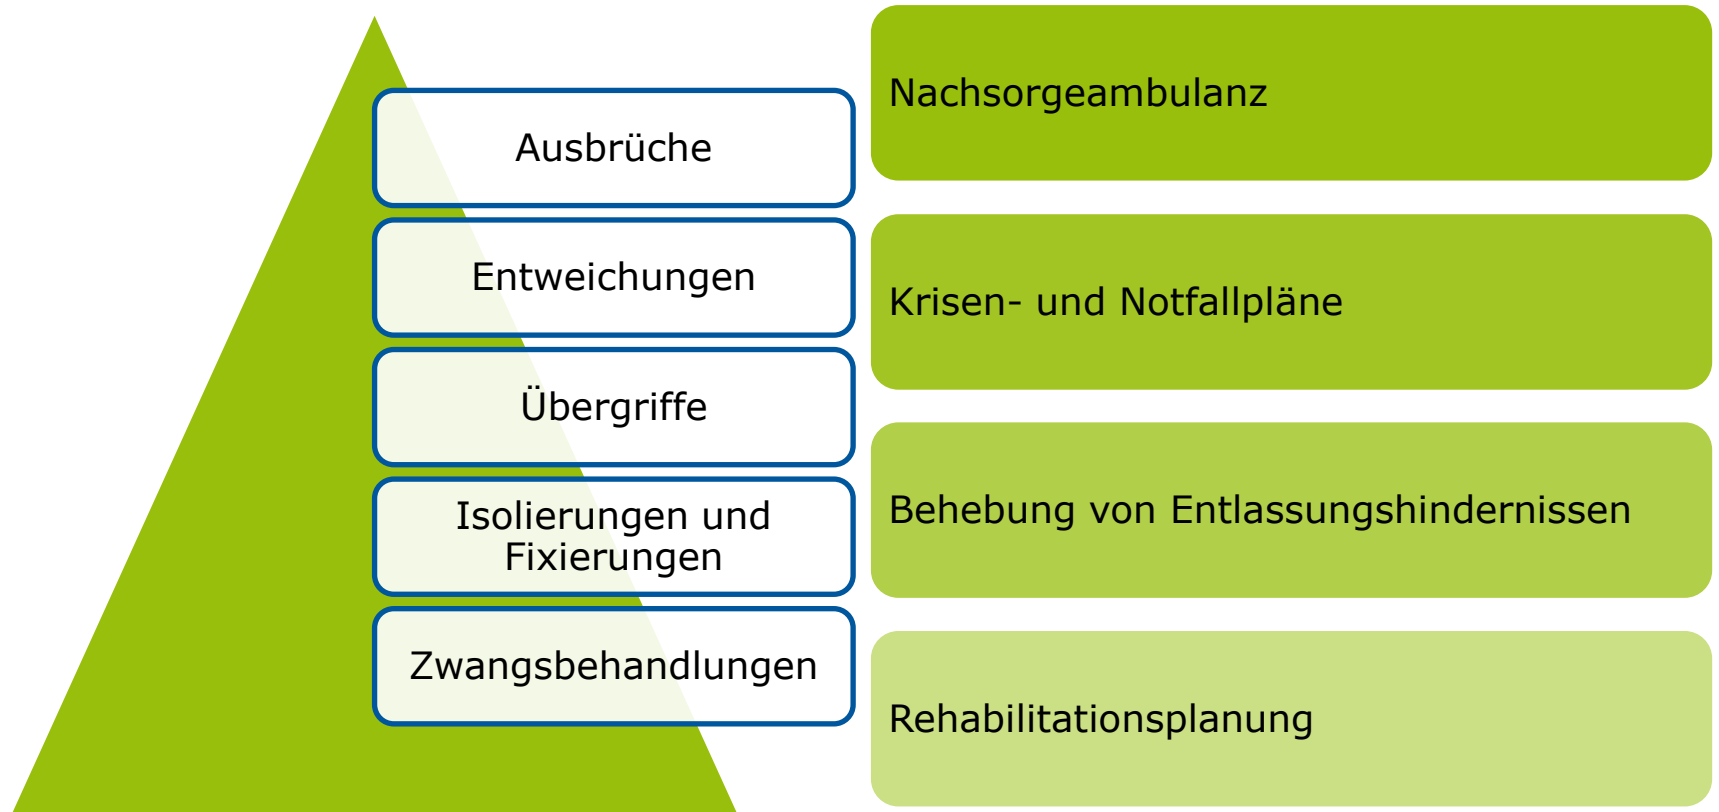 Ausbrüche
Entweichungen
Übergriffe
Isolierungen und
Fixierungen
Zwangsbehandlungen
Nachsorgeambulanz
Krisen- und Notfallpläne
Behebung von Entlassungshindernissen
Rehabilitationsplanung